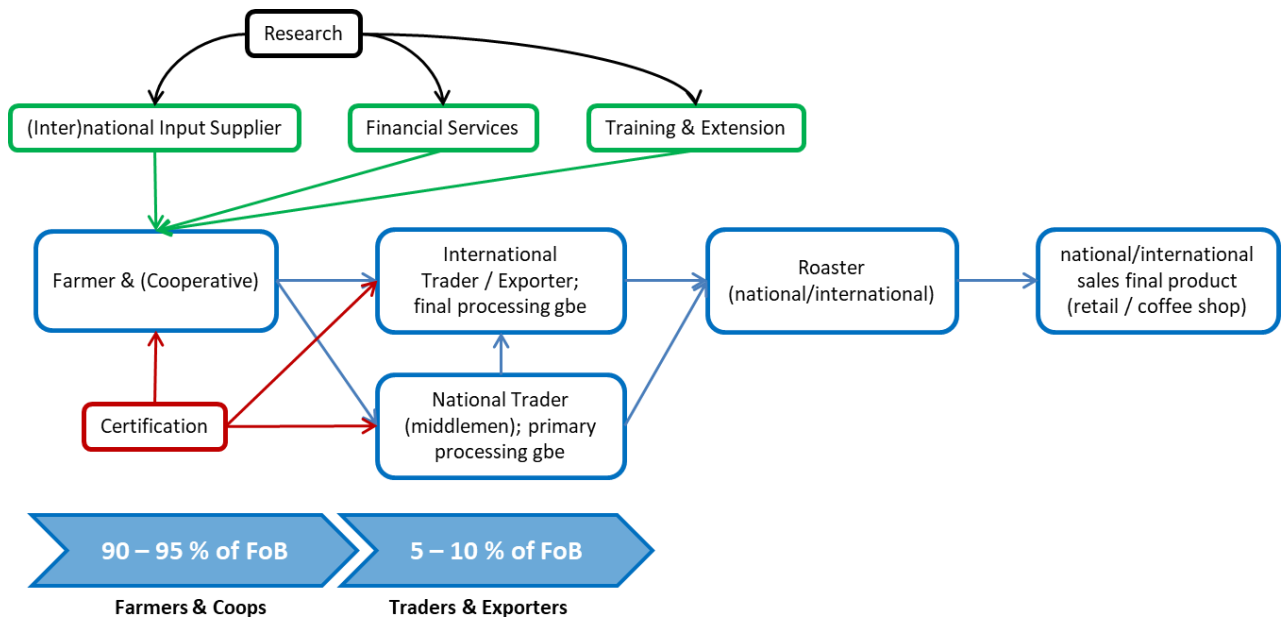 Research
(Inter)national Input Supplier
Financial Services
Training & Extension
Farmer & (Cooperative)
International
Trader / Exporter;
final processing gbe
Roaster
(national/international)
national/international
sales final product
(retail / coffee shop)
Certification
National Trader
(middlemen); primary
processing gbe
90 – 95 % of FoB
5 – 10 % of FoB
Farmers & Coops
Traders & Exporters